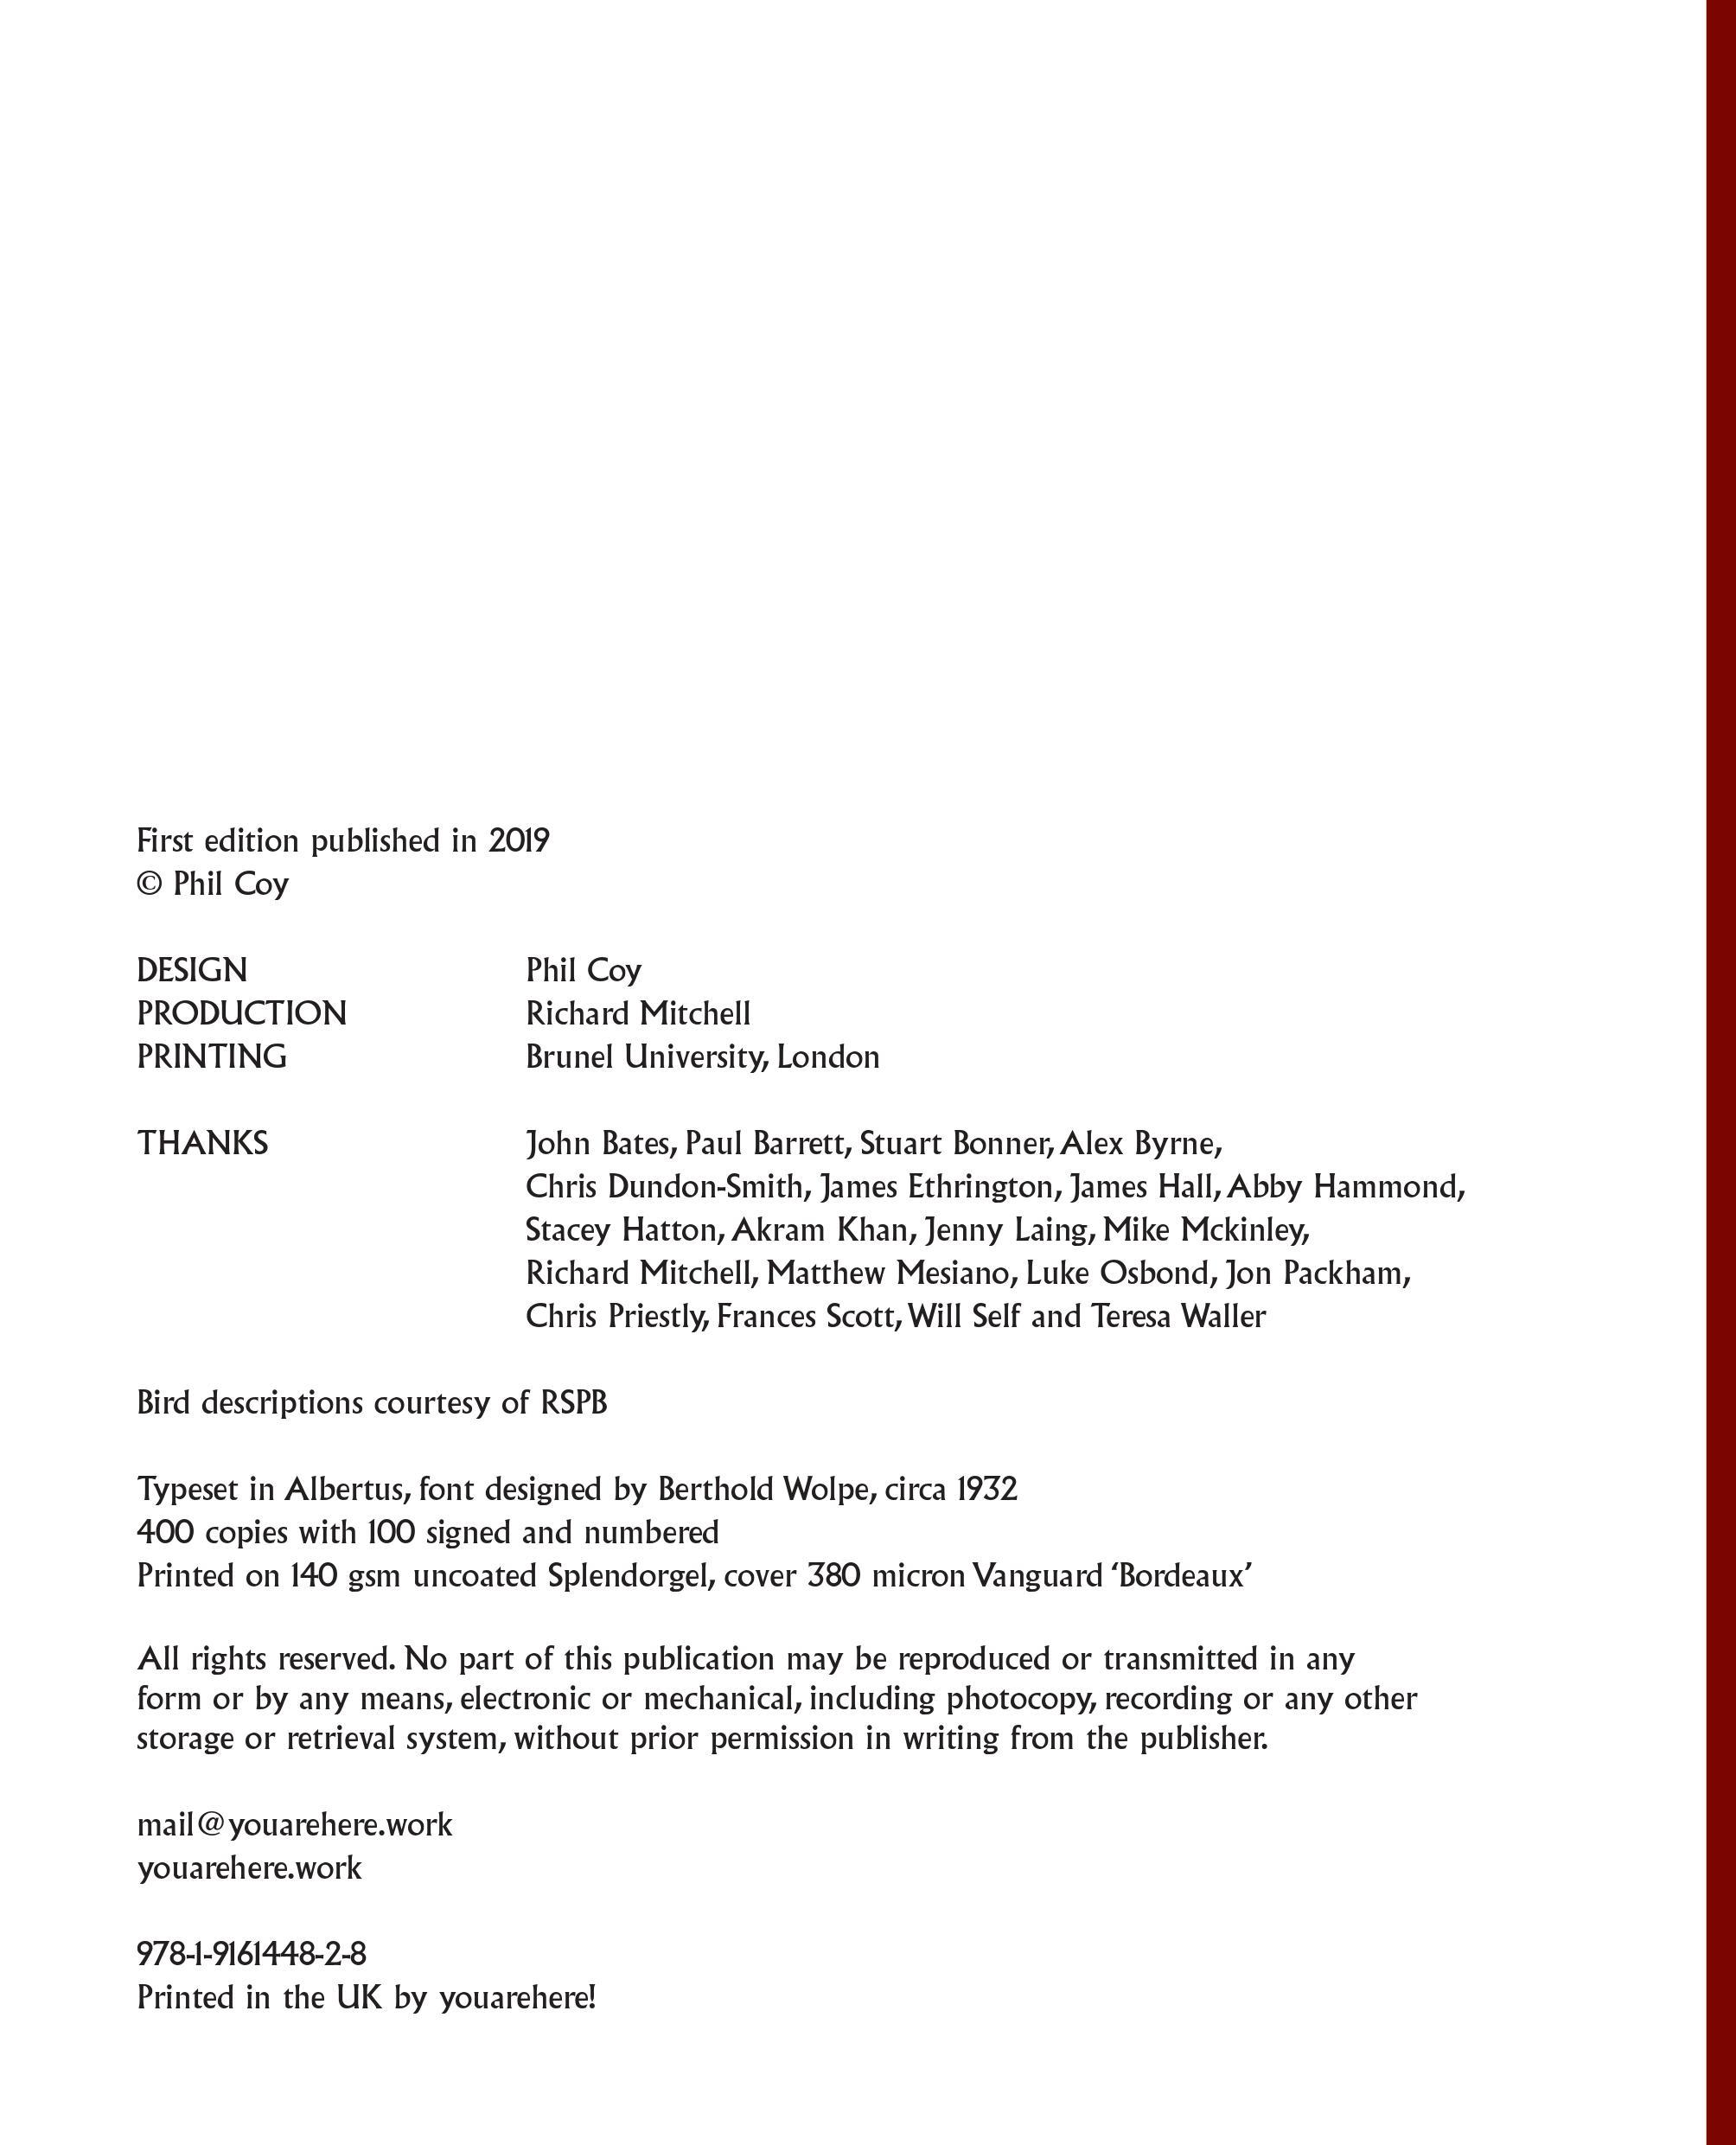 First edition published in 2019
© Phil Coy
DESIGN Phil Coy
PRODUCTION Richard Mitchell
PRINTING Brunel University, London
THANKS John Bates, Paul Barrett, Stuart Bonner, Alex Byrne,
Chris Dundon-Smith, James Ethrington, James Hall, Abby Hammond,
Stacey Hatton, Akram Khan, Jenny Laing, Mike Mckinley,
Richard Mitchell, Matthew Mesiano, Luke Osbond, Jon Packham,
Chris Priestly, Frances Scott, Will Self and Teresa Waller
Bird descriptions courtesy of RSPB
Typeset in Albertus, font designed by Berthold Wolpe, circa 1932
400 copies with 100 signed and numbered
Printed on 140 gsm uncoated Splendorgel, cover 380 micron Vanguard ‘Bordeaux’
All rights reserved. No part of this publication may be reproduced or transmitted in any
form or by any means, electronic or mechanical, including photocopy, recording or any other
storage or retrieval system, without prior permission in writing from the publisher.
mail@youarehere.work
youarehere.work
978-1-9161448-2-8
Printed in the UK by youarehere!